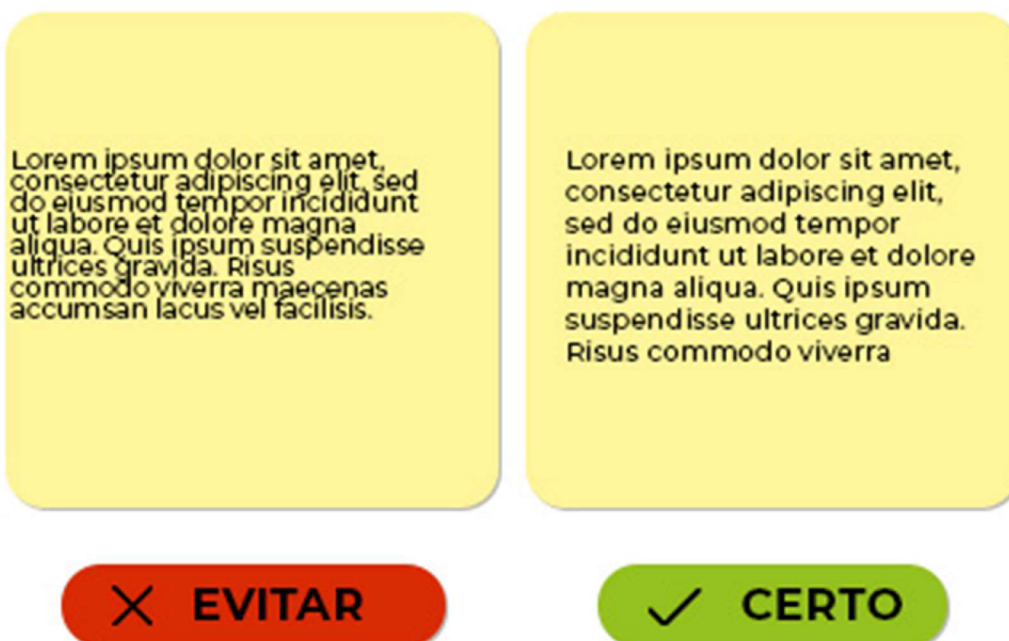 Lorem ipsum dolor sit amet,
consectetur adipiscing elit, sed
do eiusmod tempor incididunt
ut labore et dolore magna
aliqua. Quis ipsum suspendisse
ultrices gravida. Risus
commodo viverra maecenas
accumsan lacus vel facilisis.
EVITAR
Lorem ipsum dolor sit amet,
consectetur adipiscing elit,
sed do eiusmod tempor
incididunt ut labore et dolore
magna aliqua. Quis ipsum
suspendisse ultrices gravida.
Risus commodo viverra
CERTO